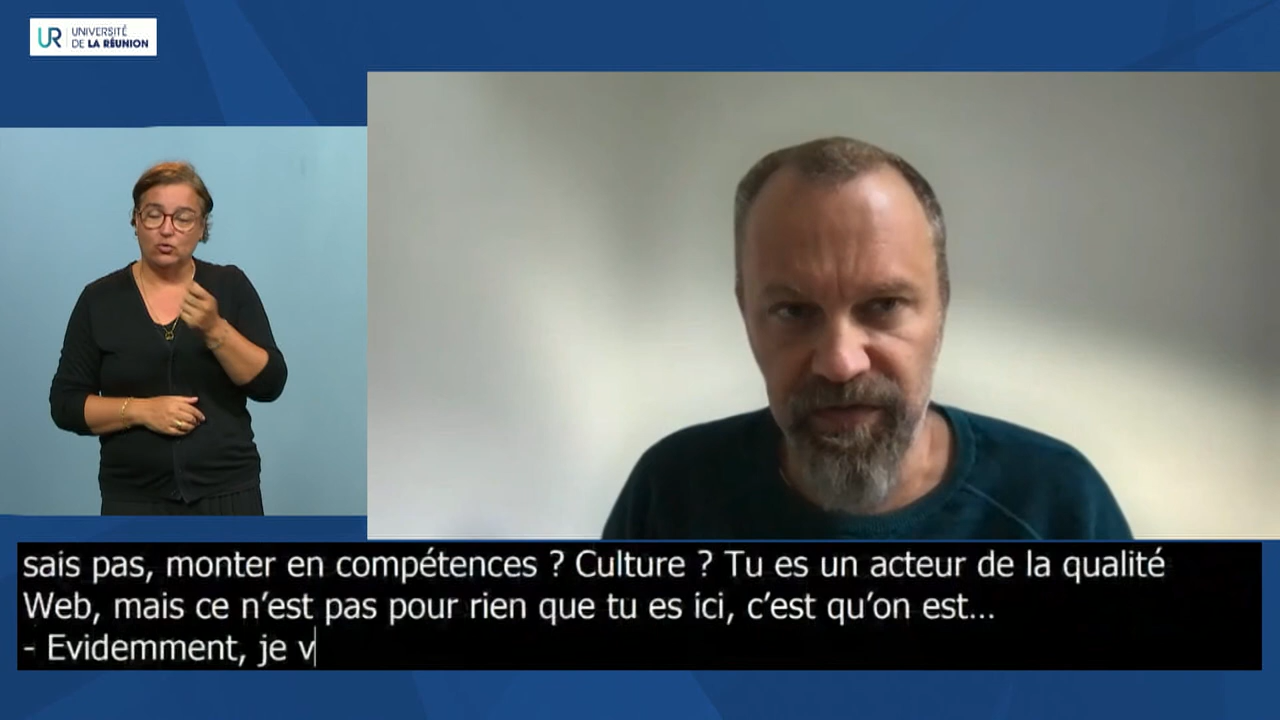 UR
UNIVERSITÉ
DE LA RÉUNION
sais pas, monter en compétences ? Culture ? Tu es un acteur de la qualité
Web, mais ce n’est pas pour rien que tu es ici, c’est qu’on est...
- Evidemment, je v